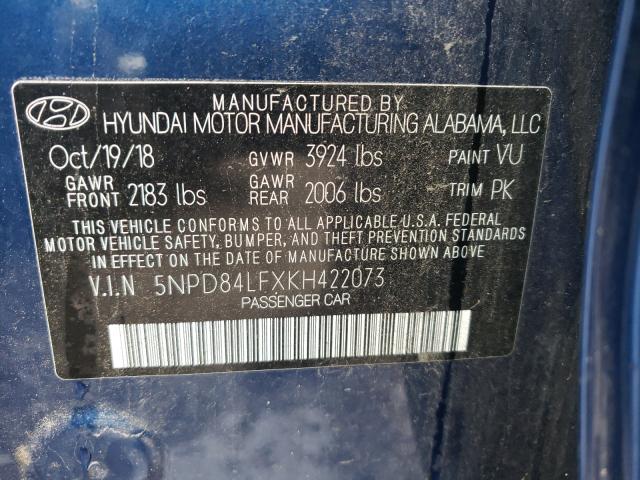 MANUFACTURED BY
HYUNDAI MOTOR MANUFACTURING ALABAMA, LLC
Oct/19/18 GVWR 3924 lbs PAINT VU
GAWR FRONT 2183 lbs GAWR REAR 2006 lbs TRIM PK
THIS VEHICLE CONFORMS TO ALL APPLICABLE U.S.A. FEDERAL
MOTOR VEHICLE SAFETY, BUMPER, AND THEFT PREVENTION STANDARDS
IN EFFECT ON THE DATE OF MANUFACTURE SHOWN ABOVE
V.I.N 5NPD84LFXKH422073
PASSENGER CAR